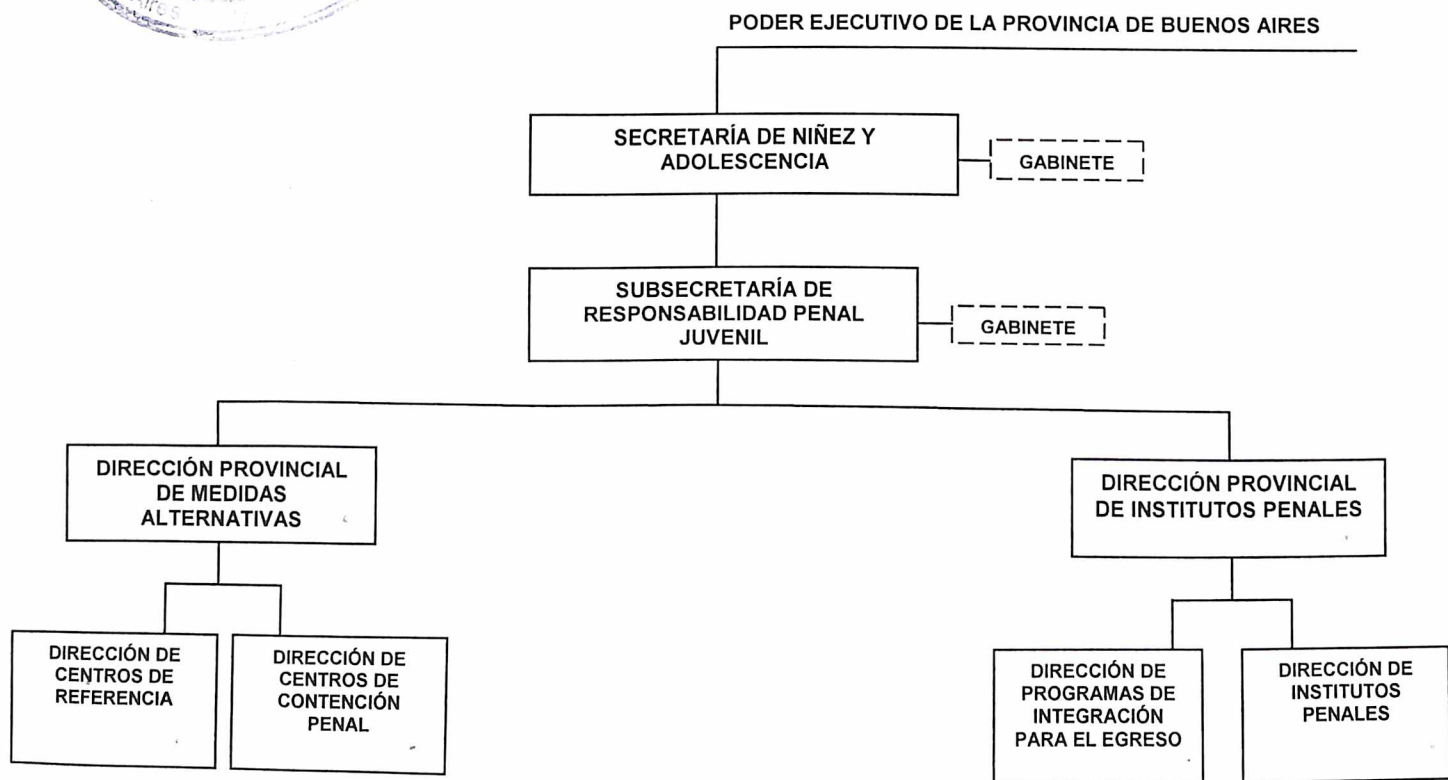 PODER EJECUTIVO DE LA PROVINCIA DE BUENOS AIRES
SECRETARÍA DE NIÑEZ Y
ADOLESCENCIA
GABINETE
SUBSECRETARÍA DE
RESPONSABILIDAD PENAL
JUVENIL
GABINETE
DIRECCIÓN PROVINCIAL
DE MEDIDAS
ALTERNATIVAS
DIRECCIÓN PROVINCIAL
DE INSTITUTOS PENALES
DIRECCIÓN DE
CENTROS DE
REFERENCIA
DIRECCIÓN DE
CENTROS DE
CONTENCIÓN
PENAL
DIRECCIÓN DE
PROGRAMAS DE
INTEGRACIÓN
PARA EL EGRESO
DIRECCIÓN DE
INSTITUTOS
PENALES